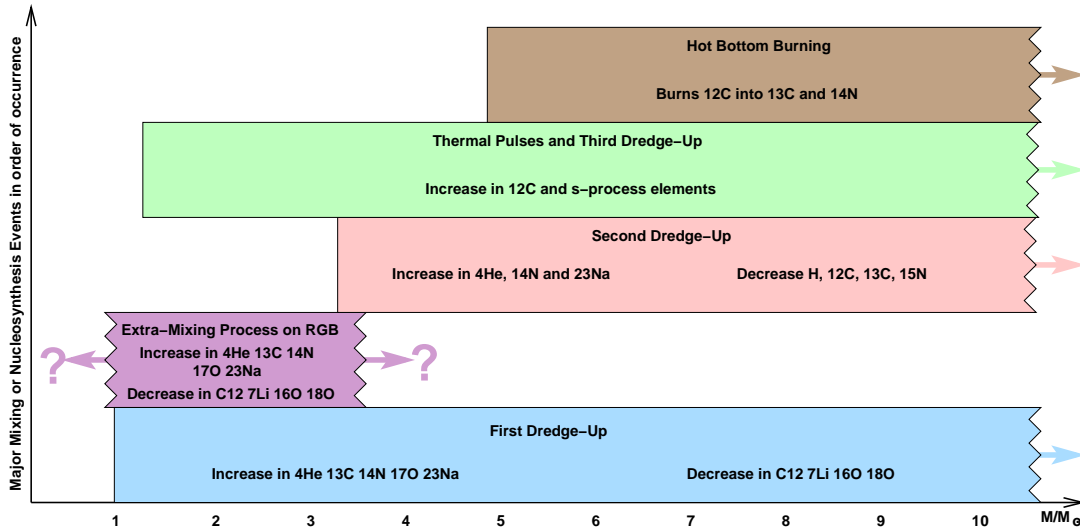 Major Mixing or Nucleosynthesis Events in order of occurrence
Hot Bottom Burning
Burns 12C into 13C and 14N
Thermal Pulses and Third Dredge−Up
Increase in 12C and s−process elements
Second Dredge−Up
Increase in 4He, 14N and 23Na
Decrease H, 12C, 13C, 15N
Extra−Mixing Process on RGB
Increase in 4He 13C 14N
17O 23Na
Decrease in C12 7Li 16O 18O
?
?
First Dredge−Up
Increase in 4He 13C 14N 17O 23Na
Decrease in C12 7Li 16O 18O
1 2 3 4 5 6 7 8 9 10 M/M